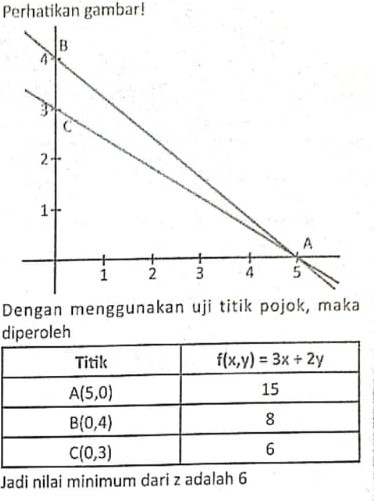 Perhatikan gambar!
B
4
3
C
2
1
A
1 2 3 4 5
Dengan menggunakan uji titik pojok, maka
diperoleh
Titik f(x,y) = 3x + 2y
A(5,0) 15
B(0,4) 8
C(0,3) 6
Jadi nilai minimum dari z adalah 6